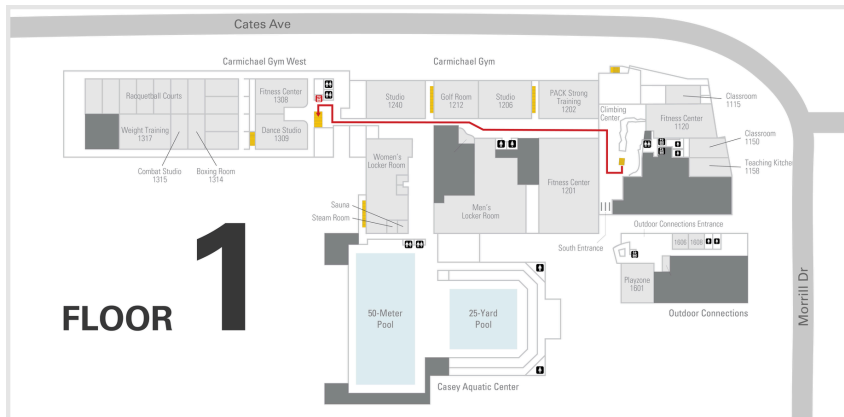 Cates Ave
Carmichael Gym West
Carmichael Gym
Racquetball Courts
Fitness Center
1308
Studio
1240
Golf Room
1212
Studio
1206
PACK Strong
Training
1202
Climbing
Center
Classroom
1115
Fitness Center
1120
Weight Training
1317
Dance Studio
1309
Classroom
1150
Women's
Locker Room
Teaching Kitche
1158
Combat Studio
1315
Boxing Room
1314
Fitness Center
1201
Sauna
Steam Room
Men's
Locker Room
South Entrance
Outdoor Connections Entrance
1606
1608
Playzone
1601
Outdoor Connections
Morrill Dr
FLOOR 1
50-Meter
Pool
25-Yard
Pool
Casey Aquatic Center